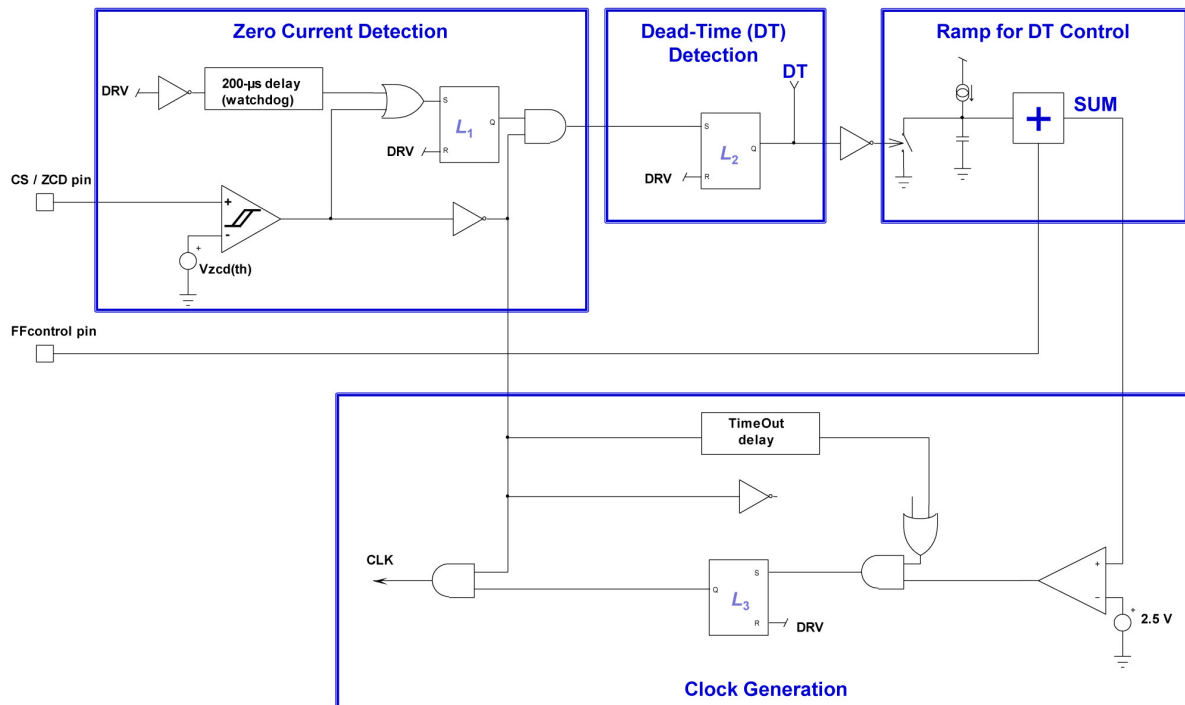 Zero Current Detection
Dead-Time (DT)
Detection
Ramp for DT Control
DRV
200-µs delay
(watchdog)
S
L1
Q
R
DRV
DT
S
L2
Q
R
DRV
+
SUM
CS / ZCD pin
+
-
+
Vzcd(th)
FFcontrol pin
TimeOut
delay
CLK
S
Q
L3
R
DRV
+
−
+
2.5 V
Clock Generation